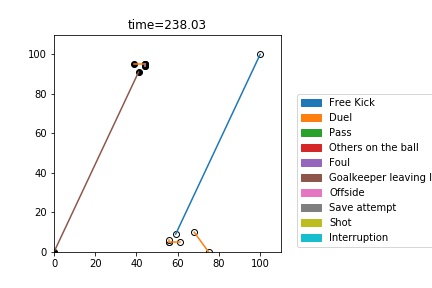 time=238.03
100
80
60
40
20
0
0
20
40
60
80
100
Free Kick
Duel
Pass
Others on the ball
Foul
Goalkeeper leaving l
Offside
Save attempt
Shot
Interruption